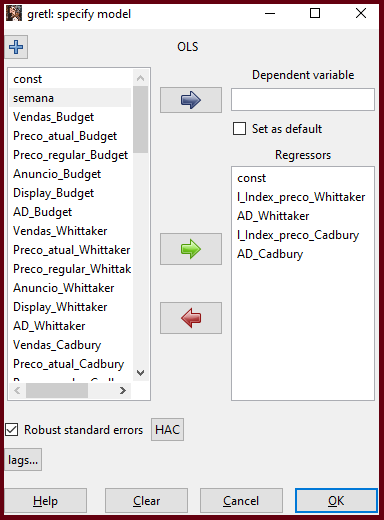 gretl: specify model
OLS
const
semana
Vendas_Budget
Preco_atual_Budget
Preco_regular_Budget
Anuncio_Budget
Display_Budget
AD_Budget
Vendas_Whittaker
Preco_atual_Whittaker
Preco_regular_Whittak
Anuncio_Whittaker
Display_Whittaker
AD_Whittaker
Vendas_Cadbury
Preco_atual_Cadbury
Dependent variable
Set as default
Regressors
const
l_Index_preco_Whittaker
AD_Whittaker
l_Index_preco_Cadbury
AD_Cadbury
Robust standard errors
HAC
lags...
Help
Clear
Cancel
OK